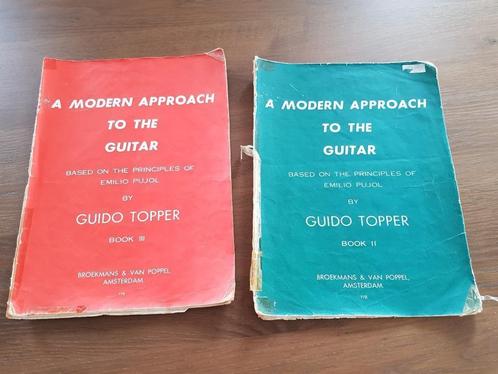 A MODERN APPROACH
TO THE
GUITAR
BASED ON THE PRINCIPLES OF
EMILIO PUJOL
BY
GUIDO TOPPER
BOOK III
BROEKMANS & VAN POPPEL
AMSTERDAM
A MODERN APPROACH
TO THE
GUITAR
BASED ON THE PRINCIPLES OF
EMILIO PUJOL
BY
GUIDO TOPPER
BOOK II
BROEKMANS & VAN POPPEL,
AMSTERDAM